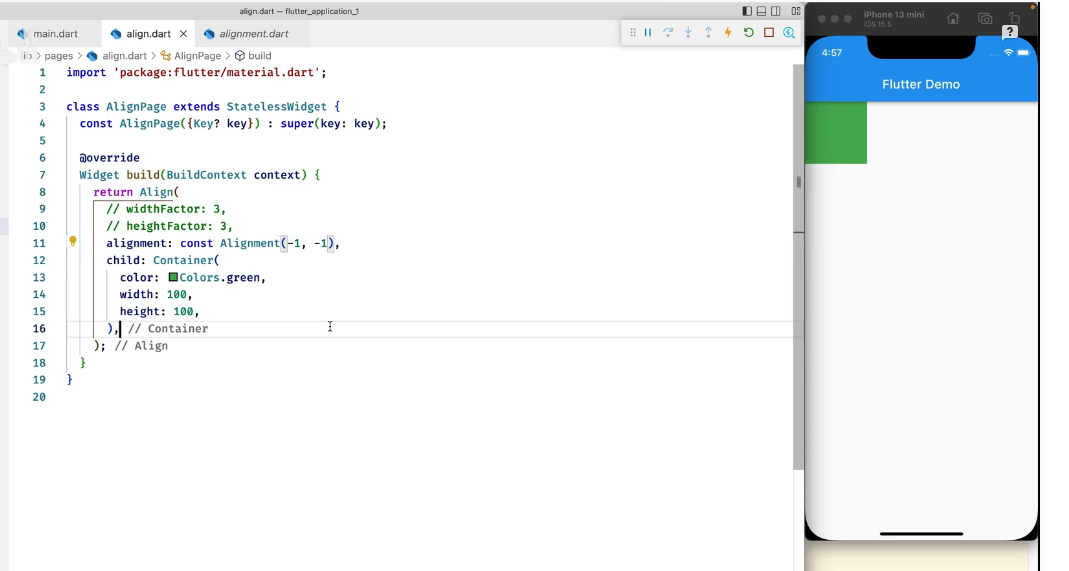 align.dart — flutter_application_1
main.dart
align.dart
alignment.dart
lib > pages > align.dart > AlignPage > build
1 import 'package:flutter/material.dart';
2
3 class AlignPage extends StatelessWidget {
4 const AlignPage({Key? key}) : super(key: key);
5
6 @override
7 Widget build(BuildContext context) {
8 return Align(
9 // widthFactor: 3,
10 // heightFactor: 3,
11 alignment: const Alignment(-1, -1),
12 child: Container(
13 color: Colors.green,
14 width: 100,
15 height: 100,
16 ), // Container
17 ); // Align
18 }
19 }
20
iPhone 13 mini
iOS 15.5
?
4:57
Flutter Demo